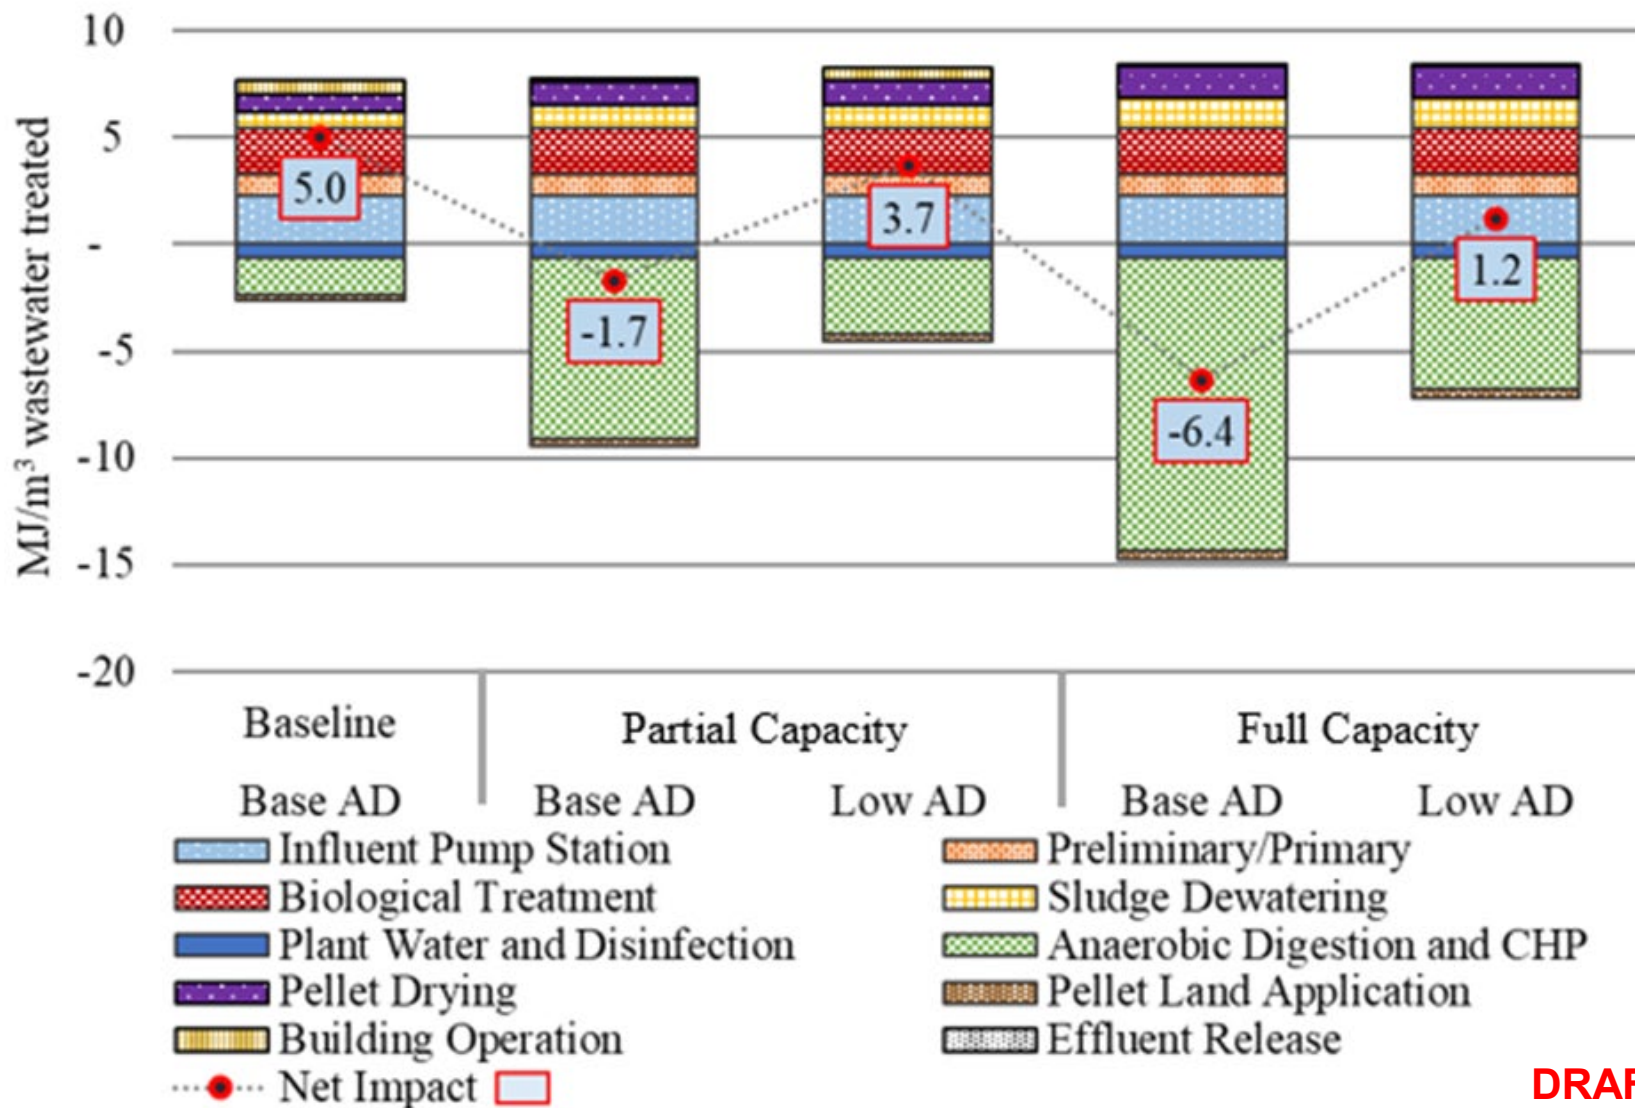 MJ/m³ wastewater treated
10
5
-
-5
-10
-15
-20
5.0
-1.7
3.7
-6.4
1.2
Baseline Partial Capacity Full Capacity
Base AD Base AD Low AD Base AD Low AD
Influent Pump Station Preliminary/Primary
Biological Treatment Sludge Dewatering
Plant Water and Disinfection Anaerobic Digestion and CHP
Pellet Drying Pellet Land Application
Building Operation Effluent Release
Net Impact
DRAF